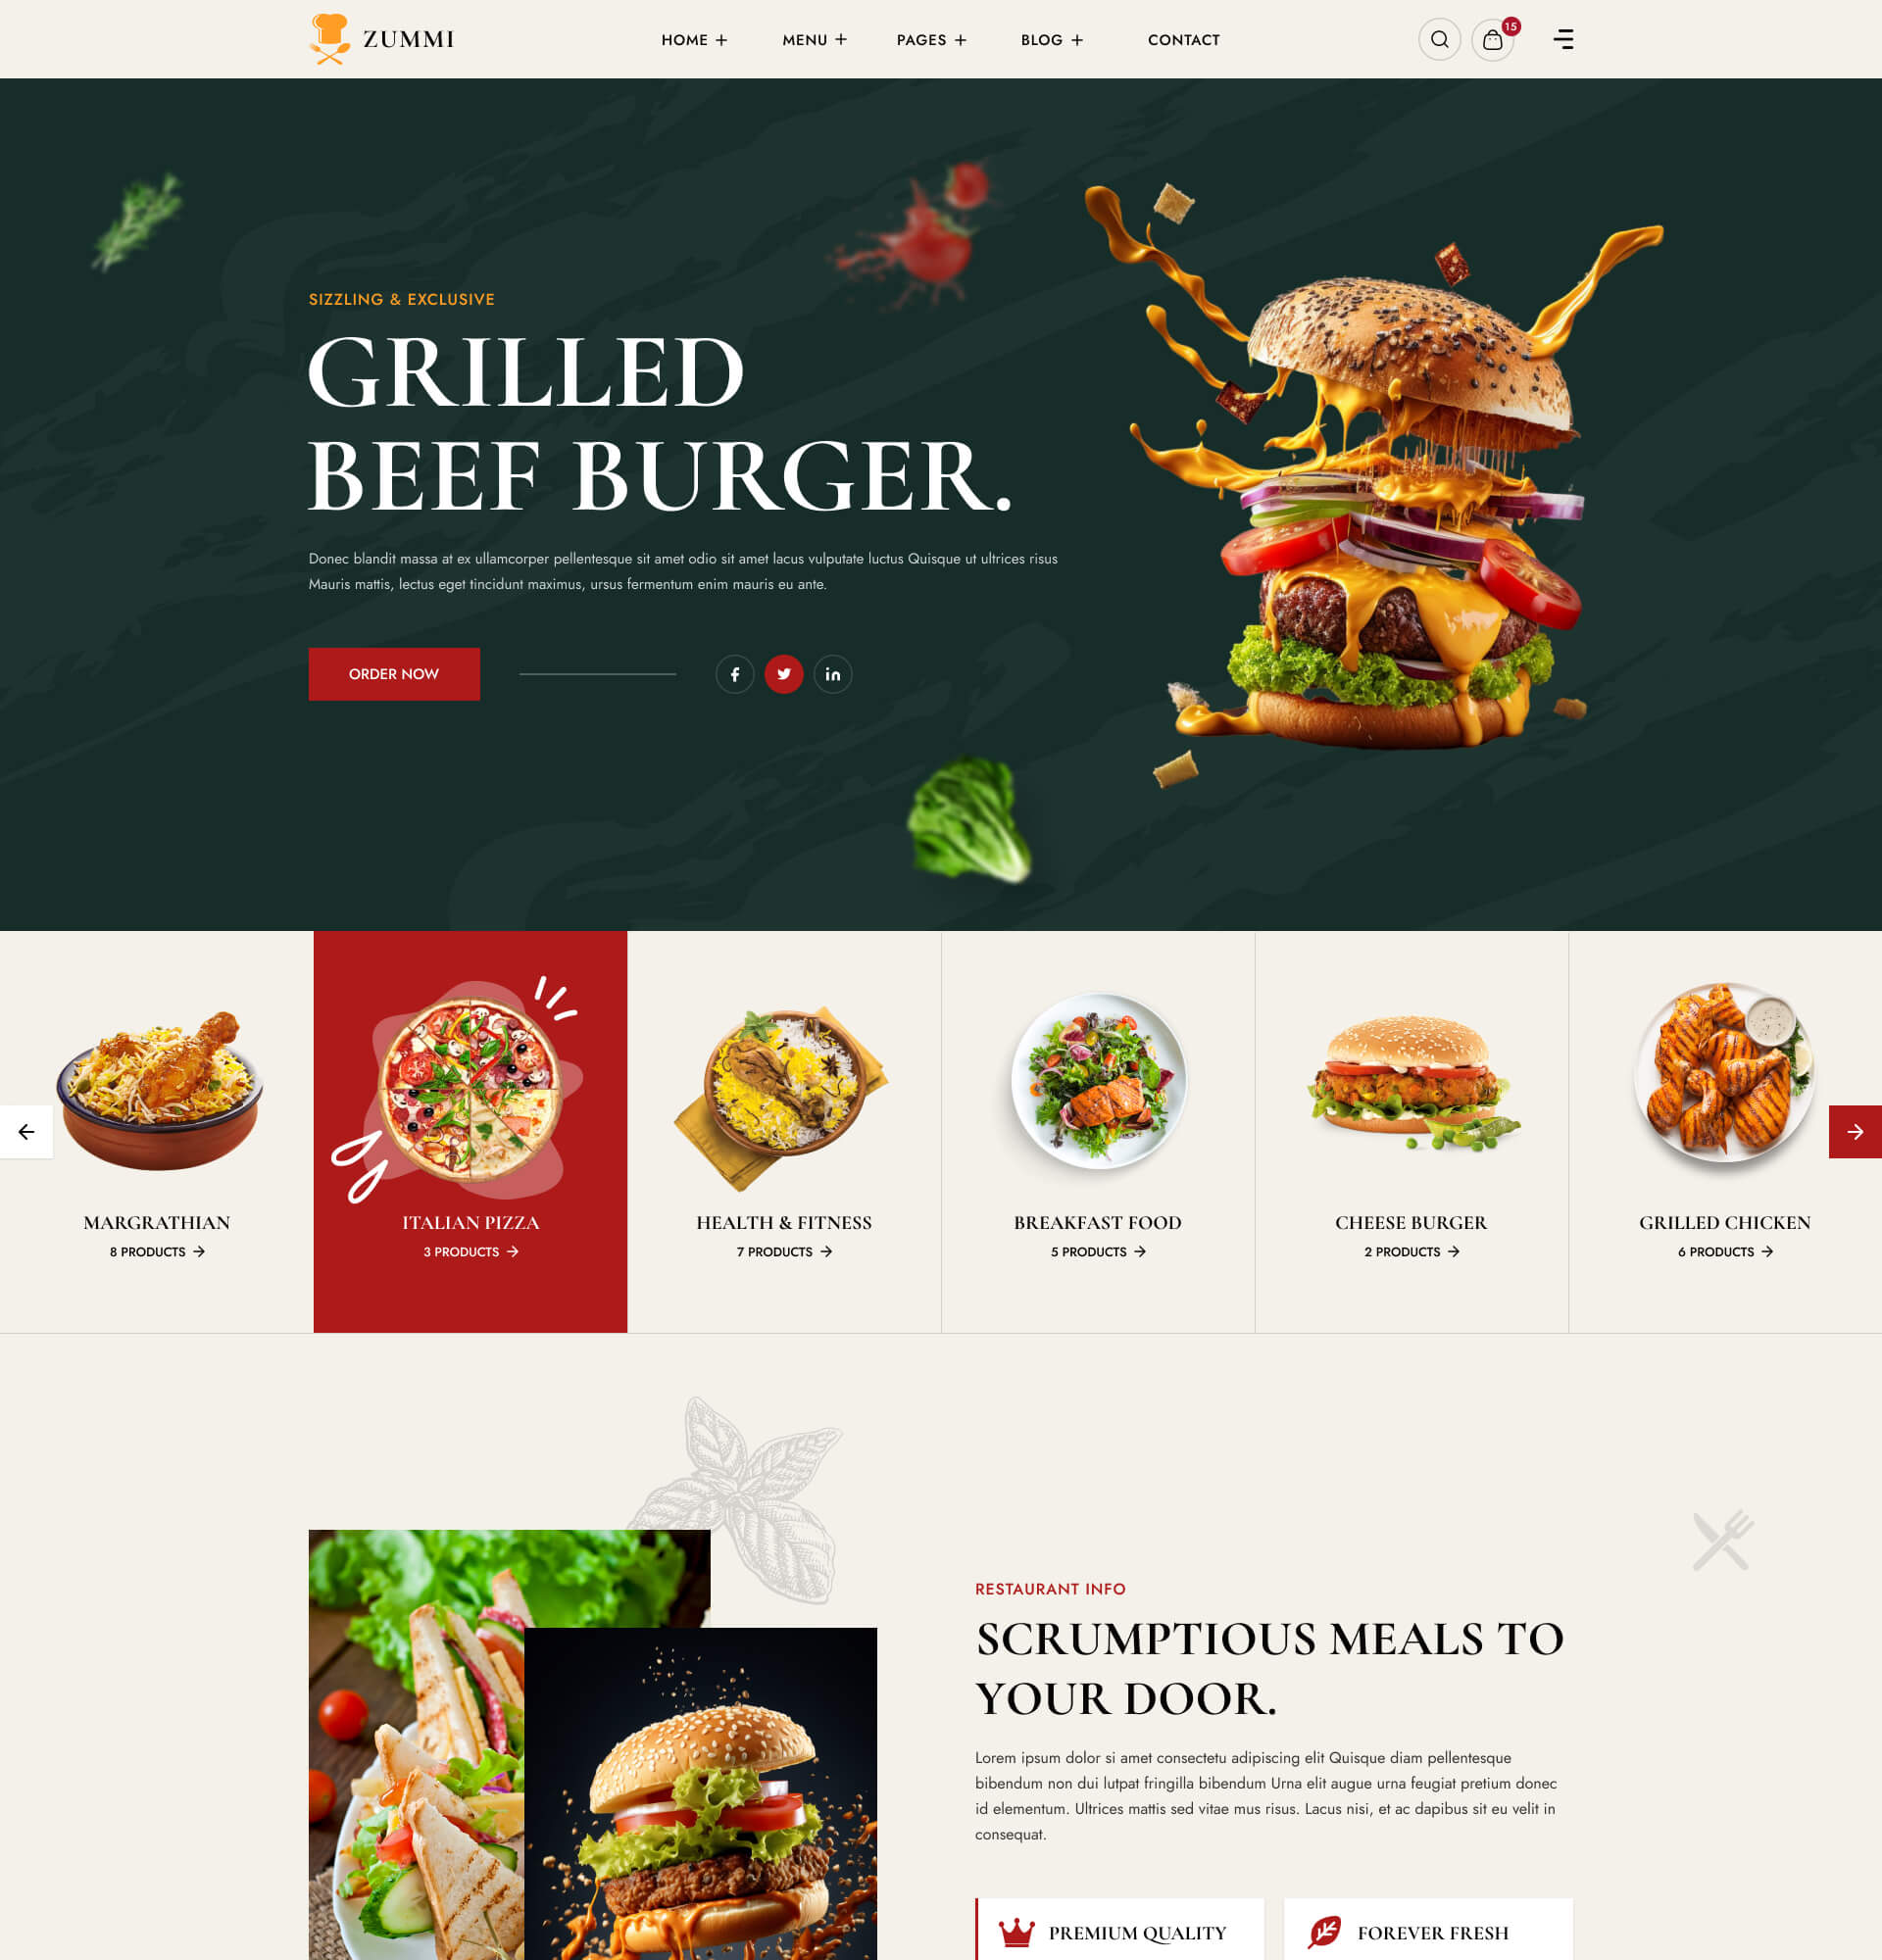 ZUMMI
HOME
MENU
PAGES
BLOG
CONTACT
15
SIZZLING & EXCLUSIVE
GRILLED
BEEF BURGER.
Donec blandit massa at ex ullamcorper pellentesque sit amet odio sit amet lacus vulputate luctus Quisque ut ultrices risus
Mauris mattis, lectus eget tincidunt maximus, ursus fermentum enim mauris eu ante.
ORDER NOW
MARGRATHIAN
8 PRODUCTS
ITALIAN PIZZA
3 PRODUCTS
HEALTH & FITNESS
7 PRODUCTS
BREAKFAST FOOD
5 PRODUCTS
CHEESE BURGER
2 PRODUCTS
GRILLED CHICKEN
6 PRODUCTS
RESTAURANT INFO
SCRUMPTIOUS MEALS TO
YOUR DOOR.
Lorem ipsum dolor si amet consectetu adipiscing elit Quisque diam pellentesque
bibendum non dui lutpat fringilla bibendum Urna elit augue urna feugiat pretium donec
id elementum. Ultrices mattis sed vitae mus risus. Lacus nisi, et ac dapibus sit eu velit in
consequat.
PREMIUM QUALITY
FOREVER FRESH